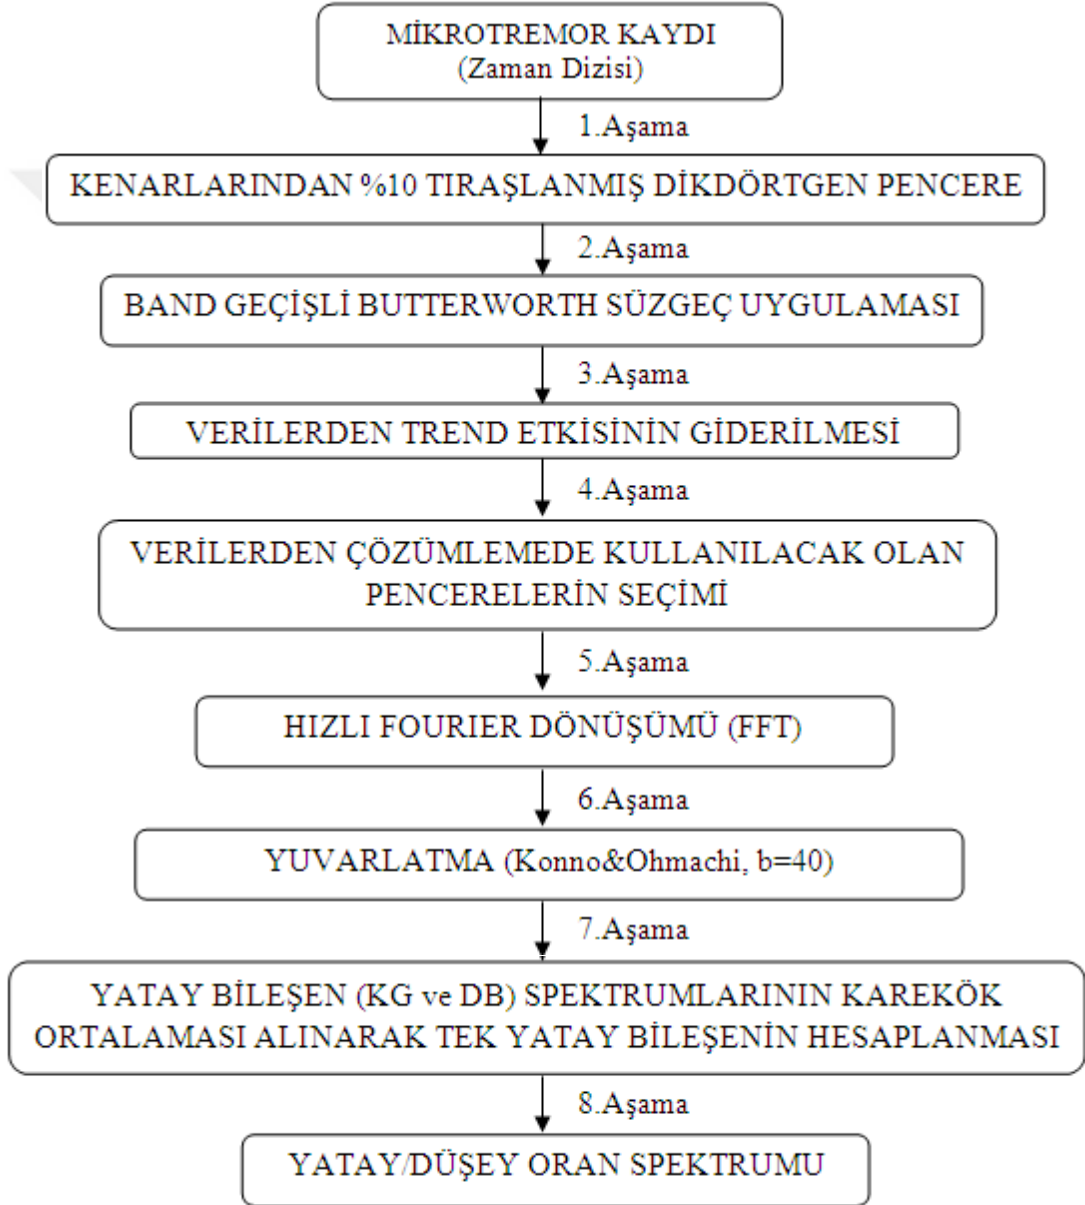 MİKROTREMOR KAYDI
(Zaman Dizisi)
1.Aşama
KENARLARINDAN %10 TIRAŞLANMIŞ DİKDÖRTGEN PENCERE
2.Aşama
BAND GEÇİŞLİ BUTTERWORTH SÜZGEÇ UYGULAMASI
3.Aşama
VERİLERDEN TREND ETKİSİNİN GİDERİLMESİ
4.Aşama
VERİLERDEN ÇÖZÜMLEMEDE KULLANILACAK OLAN
PENCERELERİN SEÇİMİ
5.Aşama
HIZLI FOURIER DÖNÜŞÜMÜ (FFT)
6.Aşama
YUVARLATMA (Konno&Ohmachi, b=40)
7.Aşama
YATAY BİLEŞEN (KG ve DB) SPEKTRUMLARININ KAREKÖK
ORTALAMASI ALINARAK TEK YATAY BİLEŞENİN HESAPLANMASI
8.Aşama
YATAY/DÜŞEY ORAN SPEKTRUMU